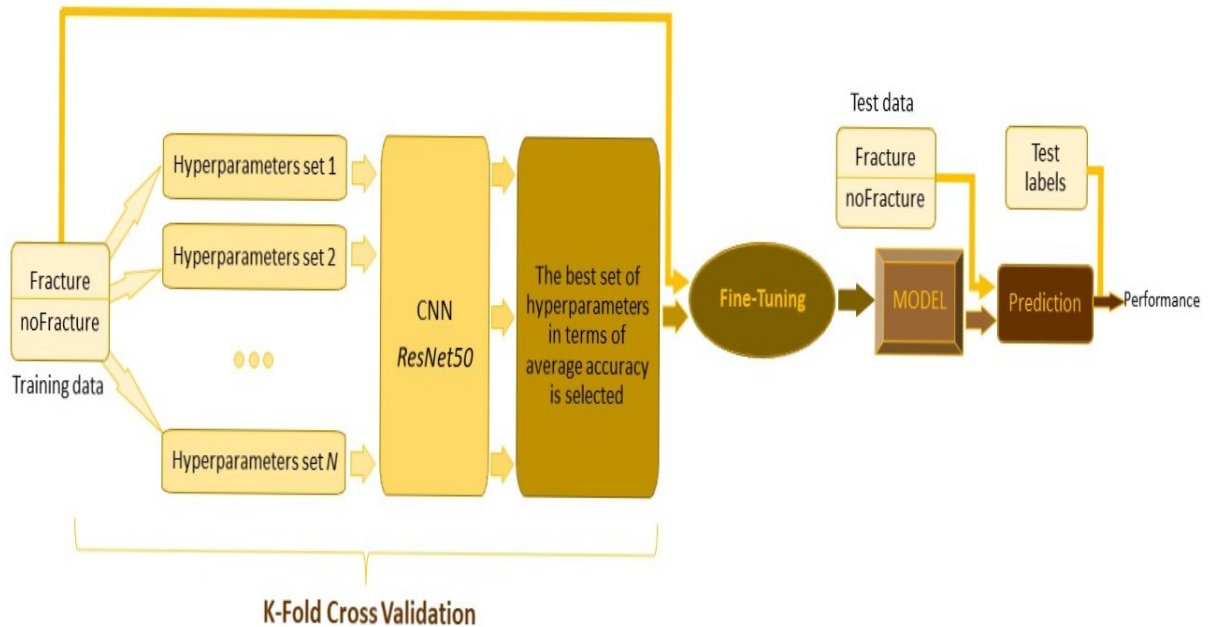 Fracture
noFracture
Training data
Hyperparameters set 1
Hyperparameters set 2
Hyperparameters set N
CNN
ResNet50
The best set of
hyperparameters
in terms of
average accuracy
is selected
K-Fold Cross Validation
Fine-Tuning
Test data
Fracture
noFracture
MODEL
Test
labels
Prediction
Performance